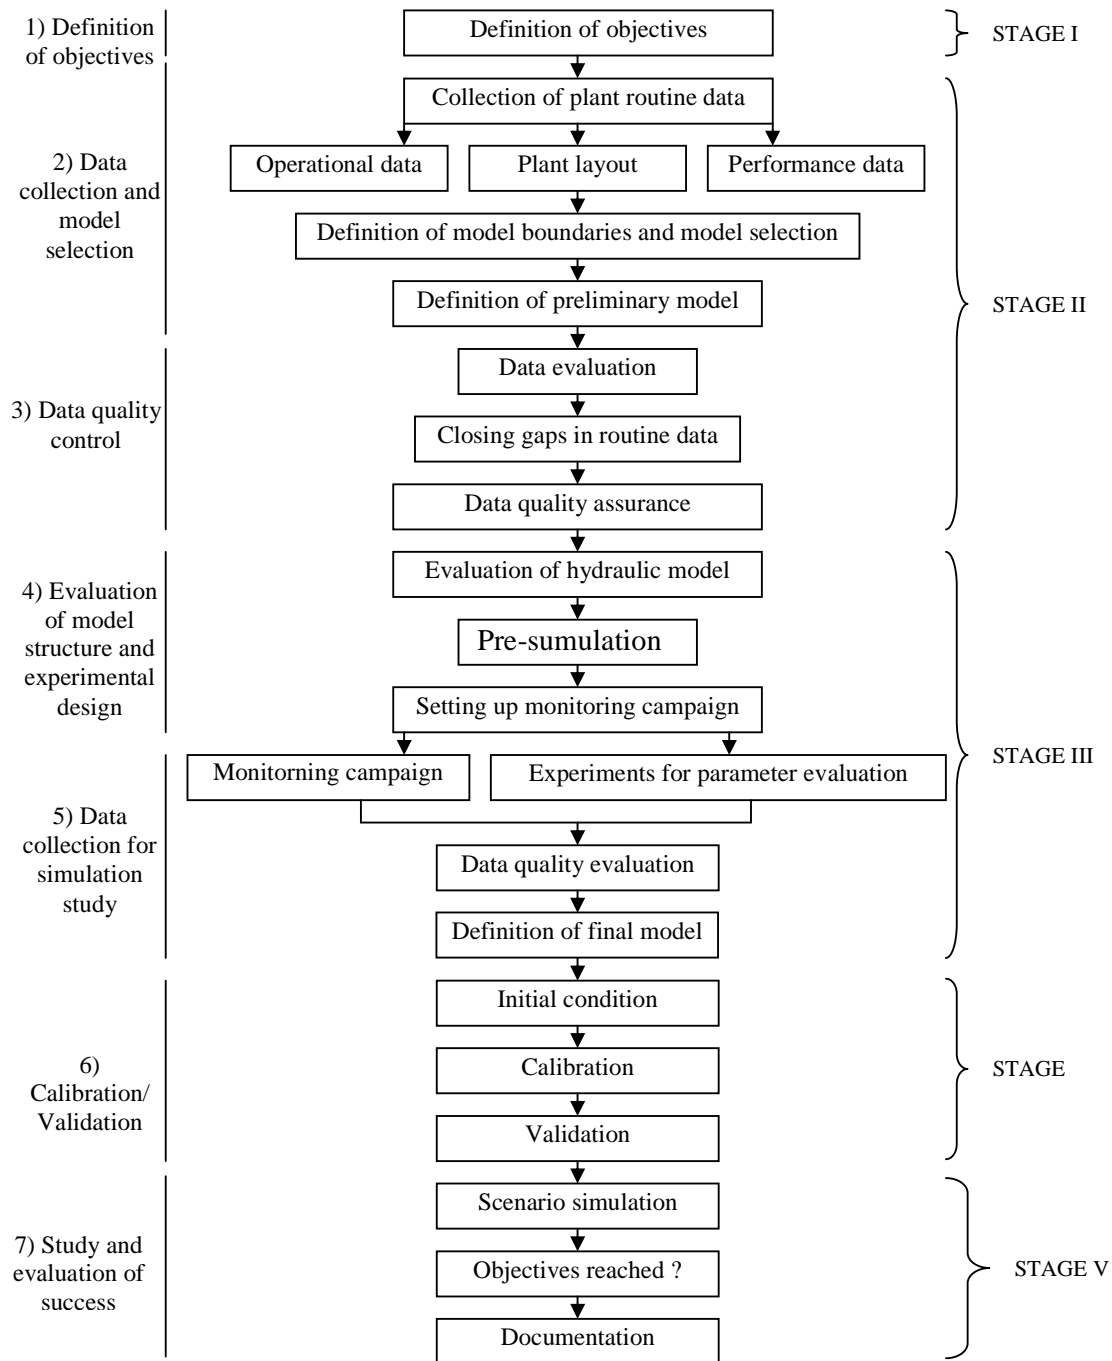 1) Definition
of objectives
Definition of objectives
STAGE I
Collection of plant routine data
Operational data
Plant layout
Performance data
2) Data
collection and
model
selection
Definition of model boundaries and model selection
Definition of preliminary model
STAGE II
Data evaluation
3) Data quality
control
Closing gaps in routine data
Data quality assurance
Evaluation of hydraulic model
4) Evaluation
of model
structure and
experimental
design
Pre-sumulation
Setting up monitoring campaign
STAGE III
Monitorning campaign
Experiments for parameter evaluation
5) Data
collection for
simulation
study
Data quality evaluation
Definition of final model
Initial condition
6)
Calibration/
Validation
Calibration
STAGE
Validation
Scenario simulation
7) Study and
evaluation of
success
Objectives reached ?
STAGE V
Documentation